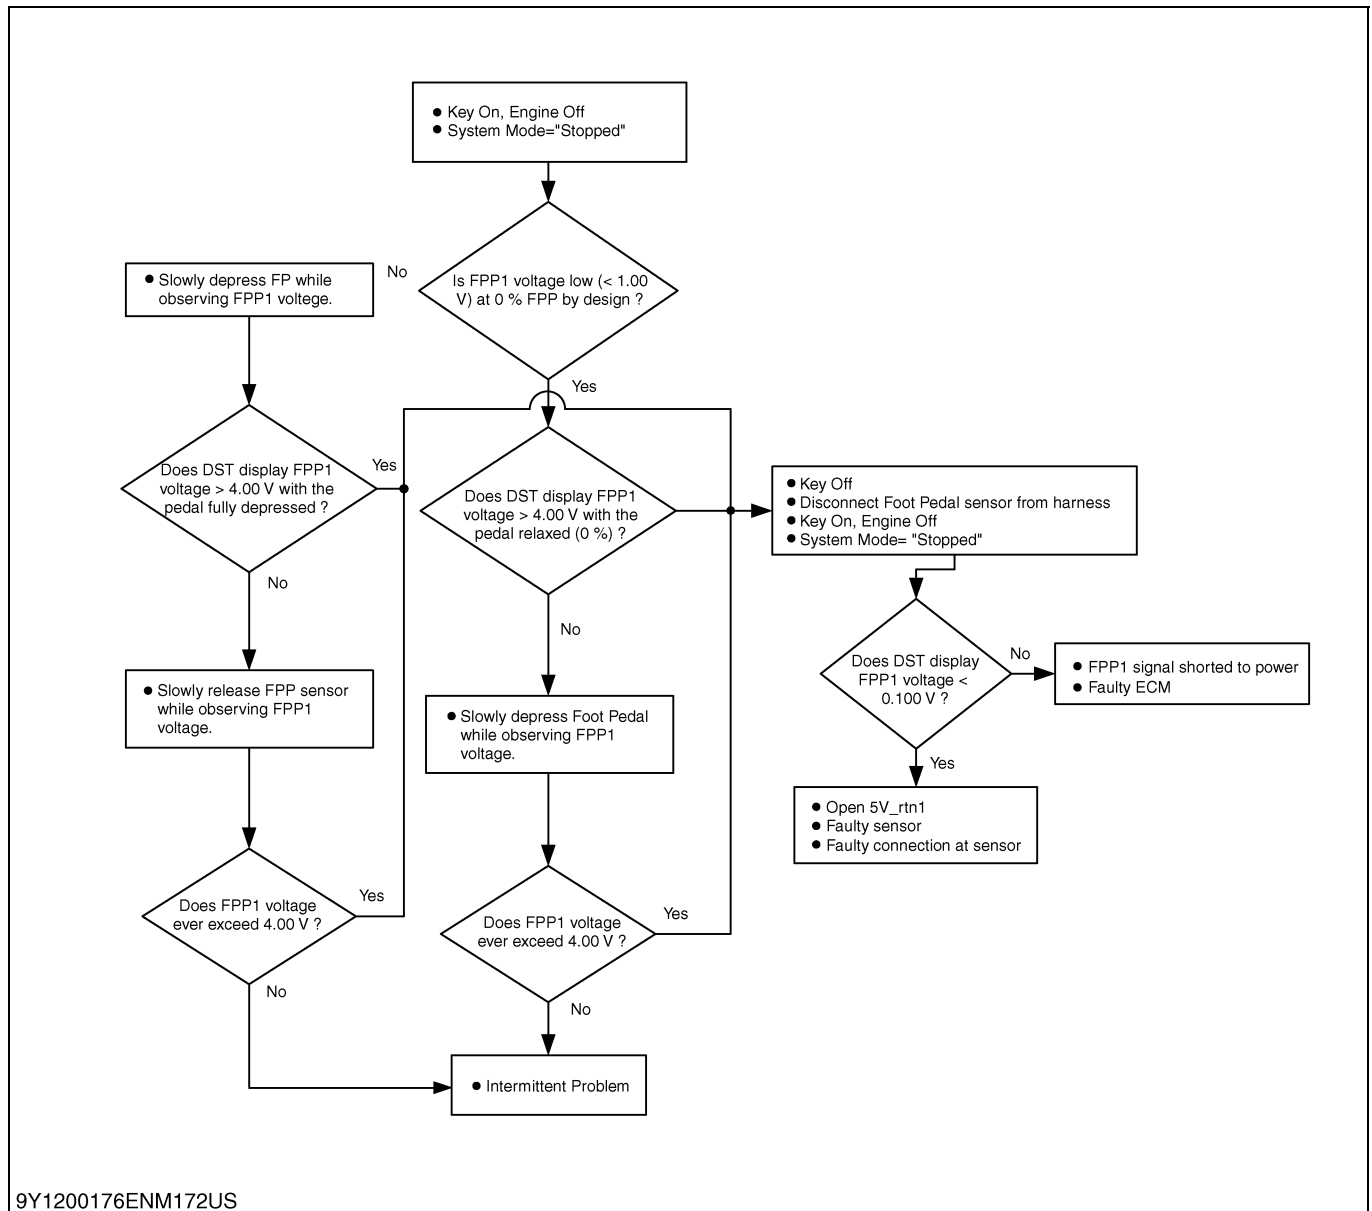 ● Key On, Engine Off
● System Mode="Stopped"
Is FPP1 voltage low (< 1.00
V) at 0 % FPP by design ?
No
● Slowly depress FP while
observing FPP1 voltege.
Yes
Does DST display FPP1
voltage > 4.00 V with the
pedal fully depressed ?
Yes
No
Does DST display FPP1
voltage > 4.00 V with the
pedal relaxed (0 %) ?
No
● Key Off
● Disconnect Foot Pedal sensor from harness
● Key On, Engine Off
● System Mode= "Stopped"
Does DST display
FPP1 voltage <
0.100 V ?
No
● FPP1 signal shorted to power
● Faulty ECM
Yes
● Open 5V_rtn1
● Faulty sensor
● Faulty connection at sensor
● Slowly release FPP sensor
while observing FPP1
voltage.
● Slowly depress Foot Pedal
while observing FPP1
voltage.
Does FPP1 voltage
ever exceed 4.00 V ?
Yes
No
Does FPP1 voltage
ever exceed 4.00 V ?
Yes
No
● Intermittent Problem
9Y1200176ENM172US